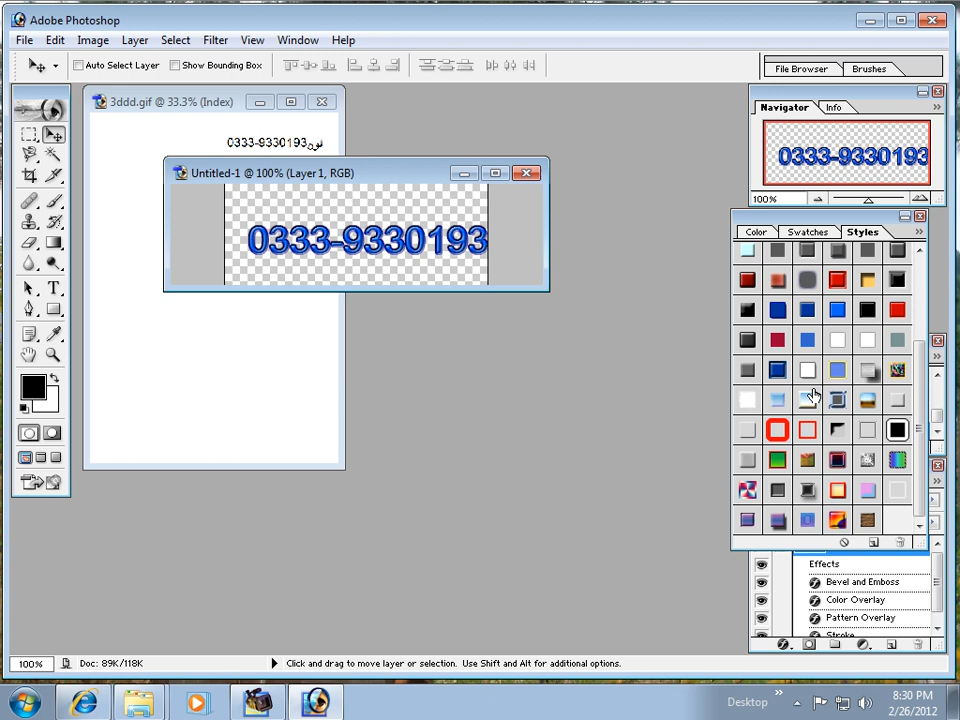 Adobe Photoshop
File Edit Image Layer Select Filter View Window Help
Auto Select Layer Show Bounding Box File Browser Brushes
3ddd.gif @ 33.3% (Index)
0333-9330193نون
Untitled-1 @ 100% (Layer 1, RGB)
0333-9330193
Navigator Info
0333-9330193
100%
Color Swatches Styles
Effects
Bevel and Emboss
Color Overlay
Pattern Overlay
Stroke
100% Doc: 89K/118K Click and drag to move layer or selection. Use Shift and Alt for additional options.
Desktop 8:30 PM
2/26/2012